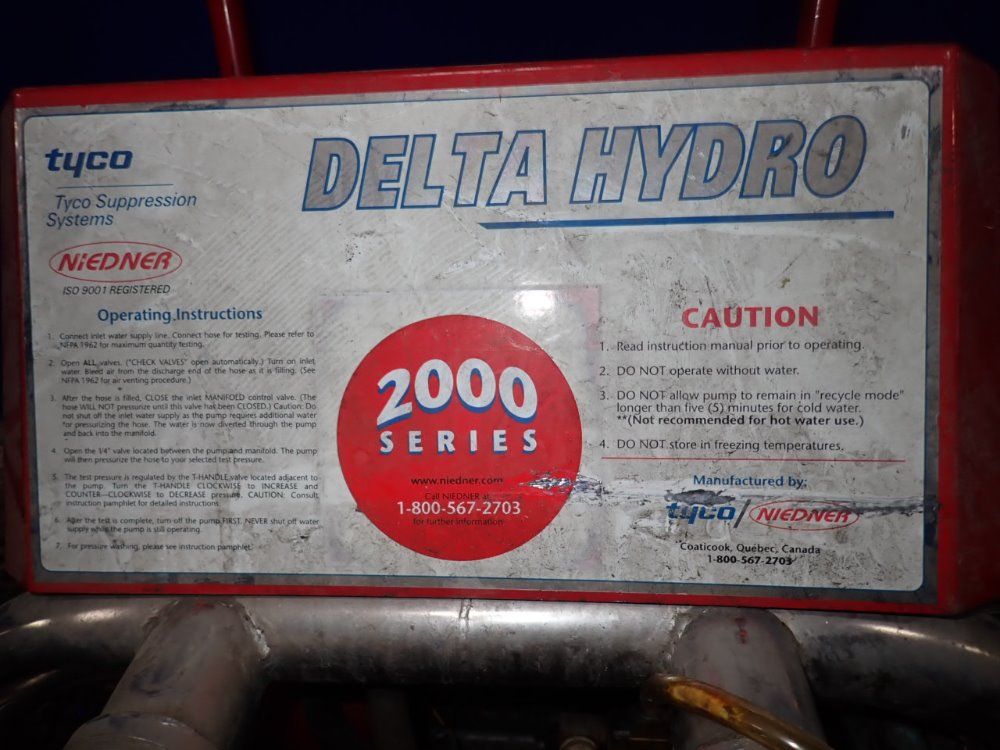 tyco
Tyco Suppression
Systems
NIEDNER
ISO 9001 REGISTERED
DELTA HYDRO
Operating Instructions
1. Connect inlet water supply line. Connect hose for testing. Please refer to
NFPA 1962 for maximum quantity testing.
2. Open ALL valves. ("CHECK VALVES" open automatically.) Turn on inlet
water. Bleed air from the discharge end of the hose as it is filling. (See
NFPA 1962 for air venting procedure.)
3. After the hose is filled, CLOSE the inlet MANIFOLD control valve. (The
hose WILL NOT pressurize until this valve has been CLOSED.) Caution: Do
not shut off the inlet water supply as the pump requires additional water
for pressurizing the hose. The water is now diverted through the pump
and back into the manifold.
4. Open the 1/4" valve located between the pump and manifold. The pump
will then pressurize the hose to your selected test pressure.
5. The test pressure is regulated by the T-HANDLE valve located adjacent to
the pump. Turn the T-HANDLE CLOCKWISE to INCREASE and
COUNTER-CLOCKWISE to DECREASE pressure. CAUTION: Consult
instruction pamphlet for detailed instructions.
6. After the test is complete, turn off the pump FIRST. NEVER shut off water
supply while the pump is still operating.
7. For pressure washing, please see instruction pamphlet.
2000
SERIES
www.niedner.com
Call NIEDNER at:
1-800-567-2703
for further information
CAUTION
1. Read instruction manual prior to operating.
2. DO NOT operate without water.
3. DO NOT allow pump to remain in "recycle mode"
longer than five (5) minutes for cold water.
**(Not recommended for hot water use.)
4. DO NOT store in freezing temperatures.
Manufactured by:
tyco / NIEDNER
Coaticook, Québec, Canada
1-800-567-2703